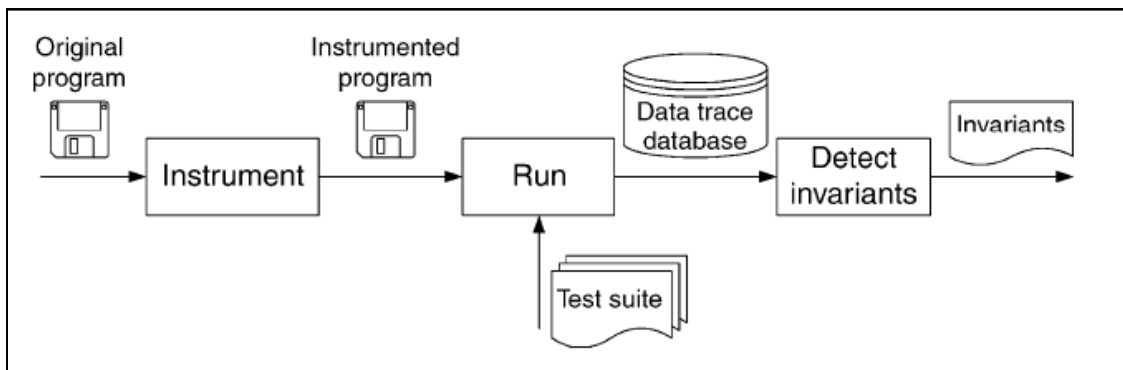 Original
program
Instrumented
program
Data trace
database
Invariants
Instrument
Run
Detect
invariants
Test suite